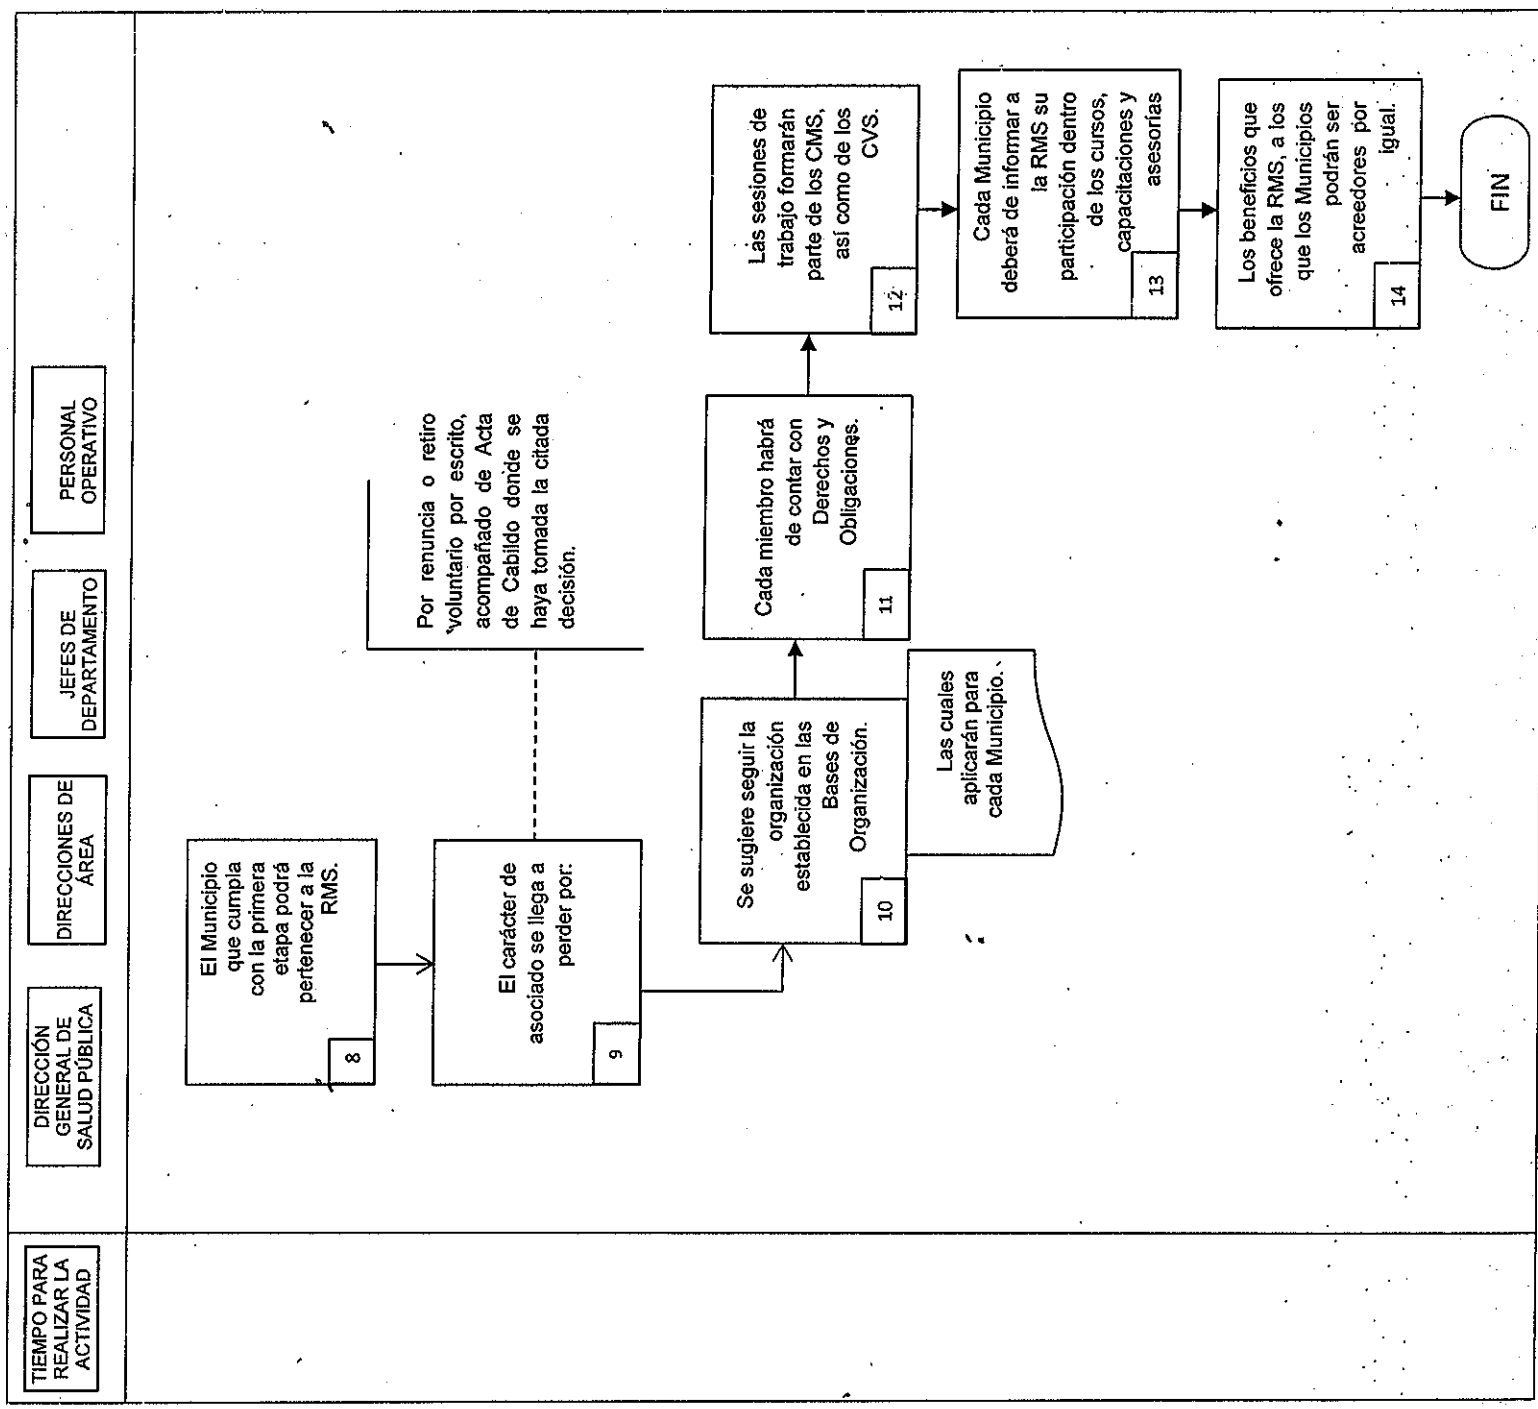 TIEMPO PARA
REALIZAR LA
ACTIVIDAD
DIRECCIÓN
GENERAL DE
SALUD PÚBLICA
DIRECCIONES DE
ÁREA
JEFES DE
DEPARTAMENTO
PERSONAL
OPERATIVO
El Municipio
que cumpla
con la primera
etapa podrá
pertenecer a la
RMS.
8
El carácter de
asociado se llega a
perder por:
9
Por renuncia o retiro
voluntario por escrito,
acompañado de Acta
de Cabildo donde se
haya tomada la citada
decisión.
Se sugiere seguir la
organización
establecida en las
Bases de
Organización.
10
Las cuales
aplicarán para
cada Municipio.
Cada miembro habrá
de contar con
Derechos y
Obligaciones.
11
Las sesiones de
trabajo formarán
parte de los CMS,
así como de los
CVS.
12
Cada Municipio
deberá de informar a
la RMS su
participación dentro
de los cursos,
capacitaciones y
asesorías
13
Los beneficios que
ofrece la RMS, a los
que los Municipios
podrán ser
acreedores por
igual.
14
FIN